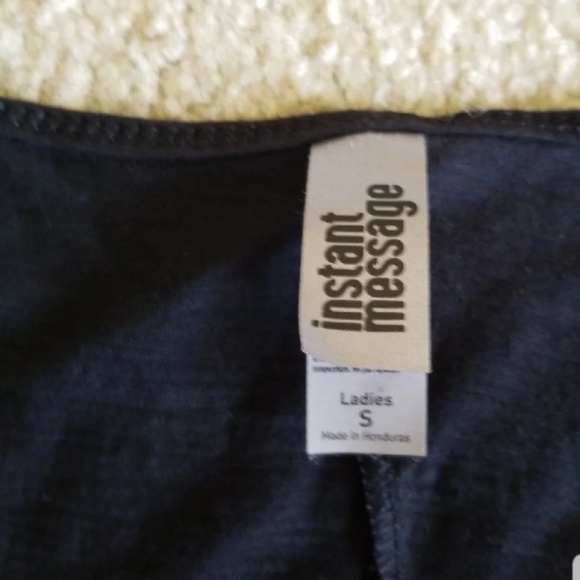 instant
message
Ladies
S
Made in Honduras